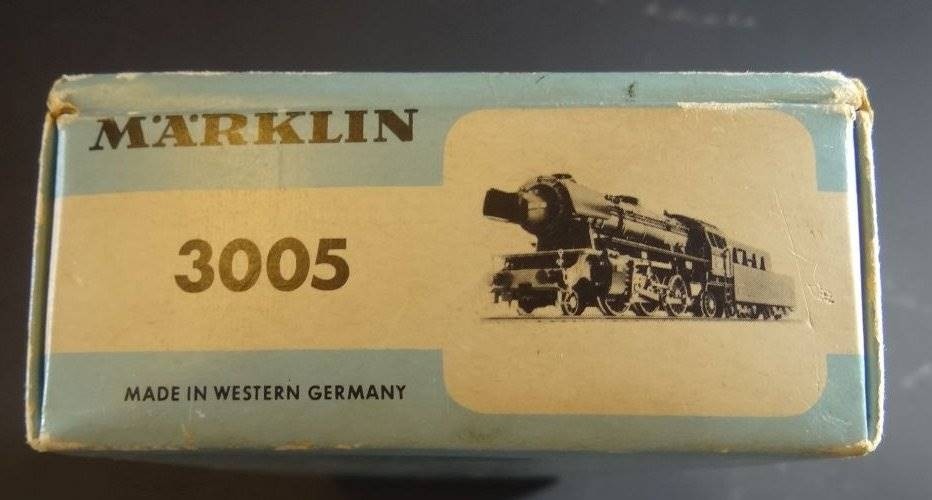 MÄRKLIN
3005
MADE IN WESTERN GERMANY